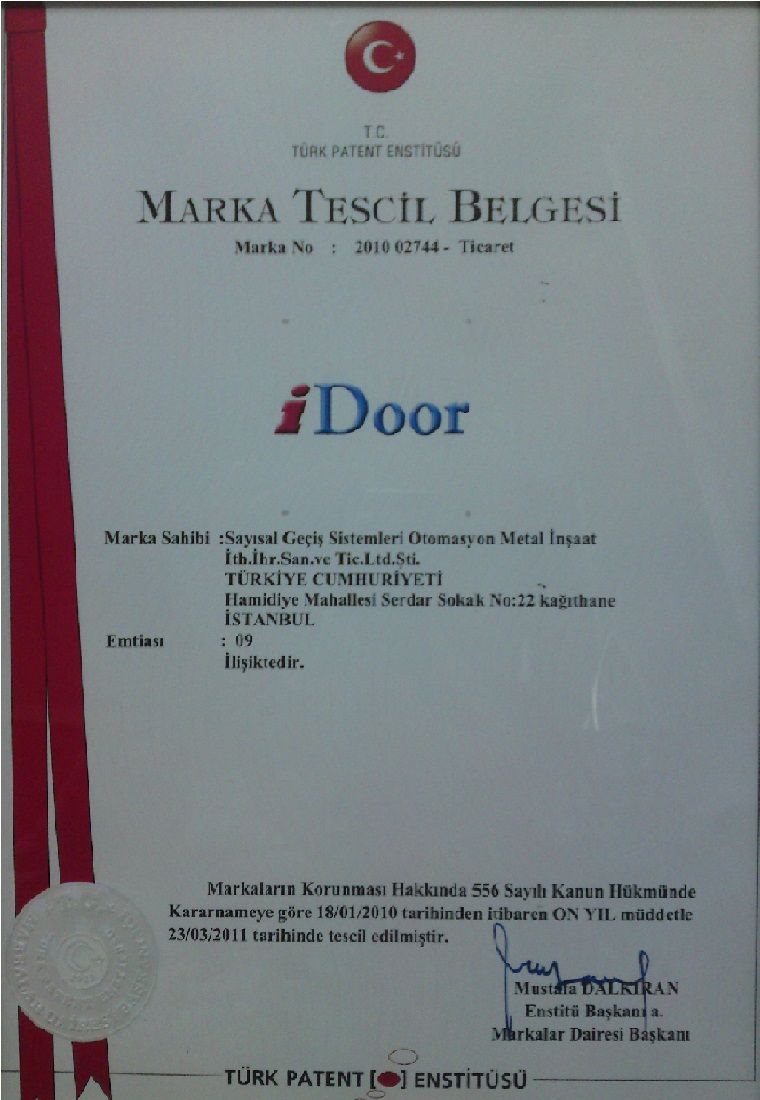 T.C.
TÜRK PATENT ENSTİTÜSÜ
MARKA TESCİL BELGESİ
Marka No : 2010 02744 - Ticaret
iDoor
Marka Sahibi :Sayısal Geçiş Sistemleri Otomasyon Metal İnşaat
İth.İhr.San.ve Tic.Ltd.Şti.
TÜRKİYE CUMHURİYETİ
Hamidiye Mahallesi Serdar Sokak No:22 kağıthane
İSTANBUL
Emtiası : 09
İlişiktedir.
Markaların Korunması Hakkında 556 Sayılı Kanun Hükmünde
Kararnameye göre 18/01/2010 tarihinden itibaren ON YIL müddetle
23/03/2011 tarihinde tescil edilmiştir.
Mustafa DALKIRAN
Enstitü Başkanı a.
Markalar Dairesi Başkanı
TÜRK PATENT [ ] ENSTİTÜSÜ